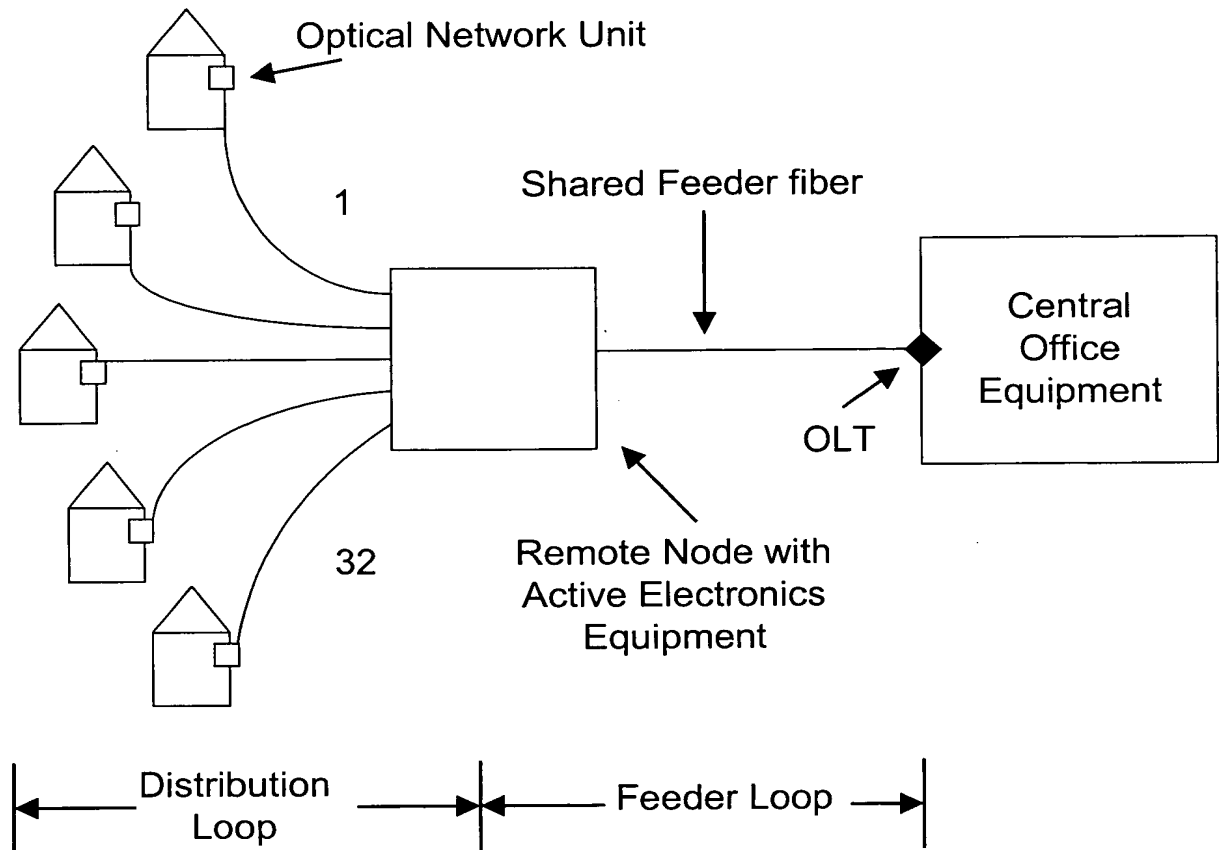 Optical Network Unit
1
Shared Feeder fiber
Central
Office
Equipment
OLT
32
Remote Node with
Active Electronics
Equipment
Distribution
Loop
Feeder Loop